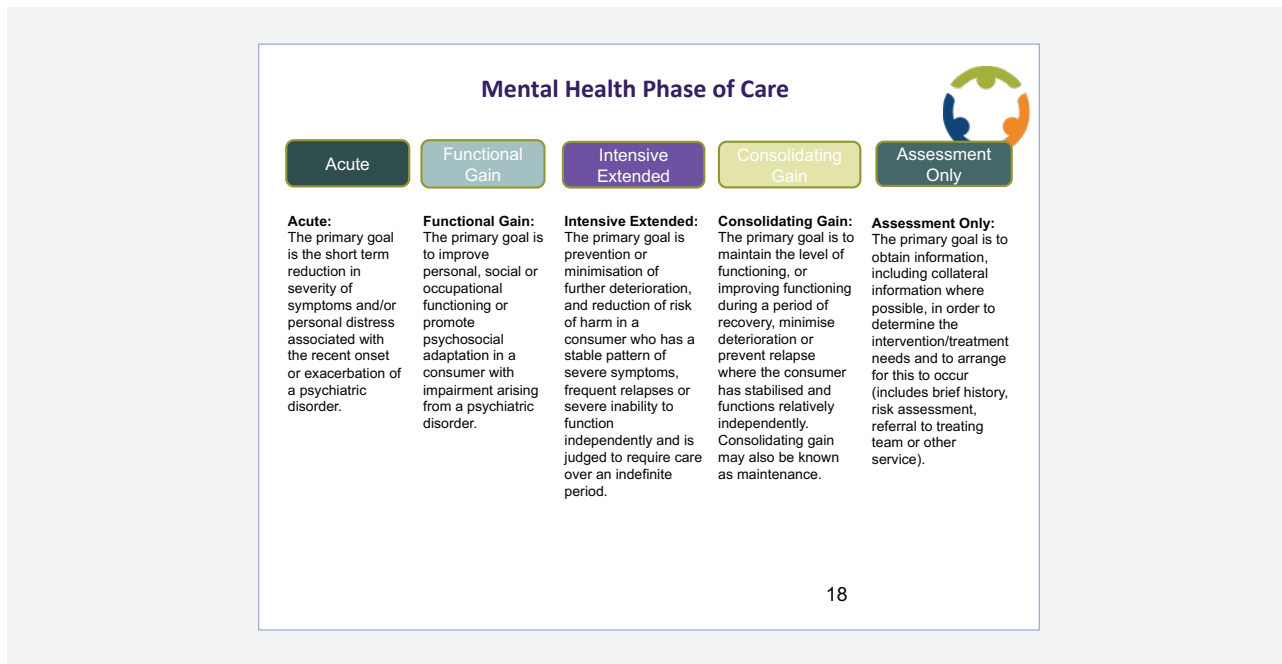 Mental Health Phase of Care
Acute
Functional
Gain
Intensive
Extended
Consolidating
Gain
Assessment
Only
Acute:
The primary goal
is the short term
reduction in
severity of
symptoms and/or
personal distress
associated with
the recent onset
or exacerbation of
a psychiatric
disorder.
Functional Gain:
The primary goal is
to improve
personal, social or
occupational
functioning or
promote
psychosocial
adaptation in a
consumer with
impairment arising
from a psychiatric
disorder.
Intensive Extended:
The primary goal is
prevention or
minimisation of
further deterioration,
and reduction of risk
of harm in a
consumer who has a
stable pattern of
severe symptoms,
frequent relapses or
severe inability to
function
independently and is
judged to require care
over an indefinite
period.
Consolidating Gain:
The primary goal is to
maintain the level of
functioning, or
improving functioning
during a period of
recovery, minimise
deterioration or
prevent relapse
where the consumer
has stabilised and
functions relatively
independently.
Consolidating gain
may also be known
as maintenance.
Assessment Only:
The primary goal is to
obtain information,
including collateral
information where
possible, in order to
determine the
intervention/treatment
needs and to arrange
for this to occur
(includes brief history,
risk assessment,
referral to treating
team or other
service).
18